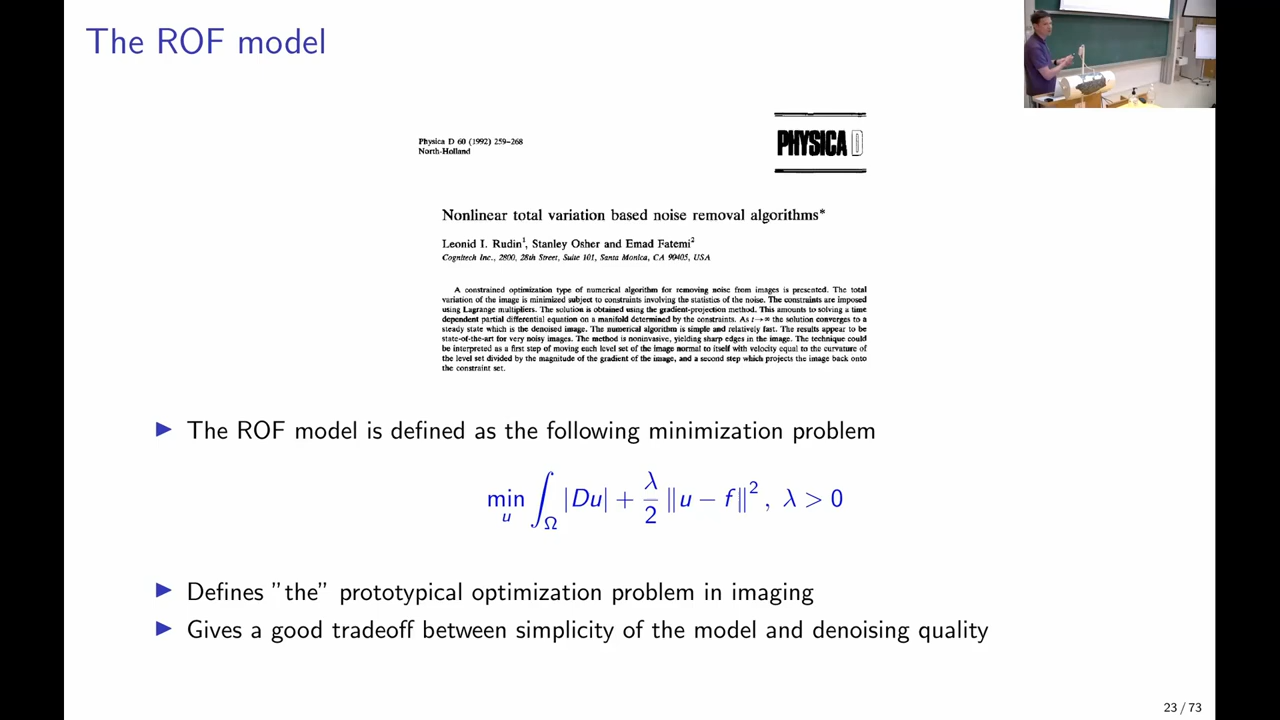 The ROF model
Physica D 60 (1992) 259–268
North-Holland
PHYSICA D
Nonlinear total variation based noise removal algorithms*
Leonid I. Rudin¹, Stanley Osher and Emad Fatemi²
Cognitech Inc., 2800, 28th Street, Suite 101, Santa Monica, CA 90405, USA
A constrained optimization type of numerical algorithm for removing noise from images is presented. The total
variation of the image is minimized subject to constraints involving the statistics of the noise. The constraints are imposed
using Lagrange multipliers. The solution is obtained using the gradient-projection method. This amounts to solving a time
dependent partial differential equation on a manifold determined by the constraints. As t→∞ the solution converges to a
steady state which is the denoised image. The numerical algorithm is simple and relatively fast. The results appear to be
state-of-the-art for very noisy images. The method is noninvasive, yielding sharp edges in the image. The technique could
be interpreted as a first step of moving each level set of the image normal to itself with velocity equal to the curvature of
the level set divided by the magnitude of the gradient of the image, and a second step which projects the image back onto
the constraint set.
▶ The ROF model is defined as the following minimization problem
min_u ∫_Ω |Du| + λ/2 ‖u − f‖², λ > 0
▶ Defines ”the” prototypical optimization problem in imaging
▶ Gives a good tradeoff between simplicity of the model and denoising quality
23 / 73